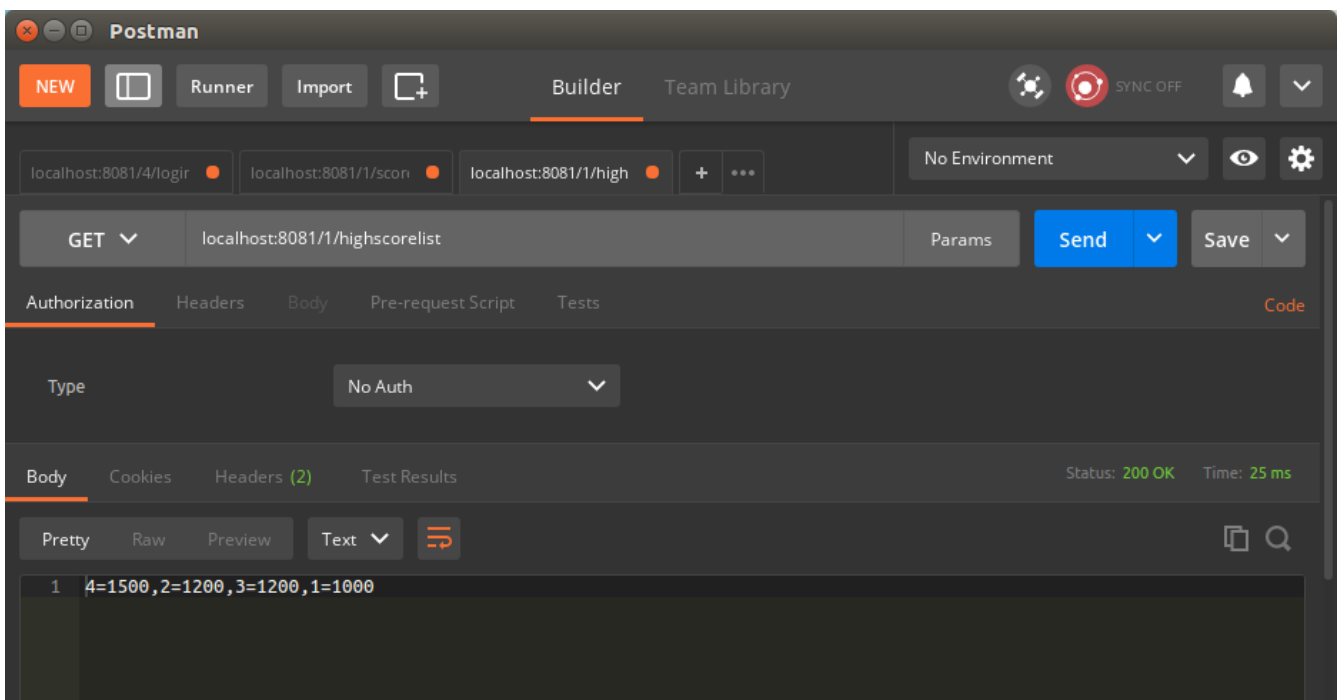 Postman
NEW Runner Import Builder Team Library SYNC OFF
localhost:8081/4/login localhost:8081/1/scor localhost:8081/1/high + ••• No Environment
GET localhost:8081/1/highscorelist Params Send Save
Authorization Headers Body Pre-request Script Tests Code
Type No Auth
Body Cookies Headers (2) Test Results Status: 200 OK Time: 25 ms
Pretty Raw Preview Text
1 4=1500,2=1200,3=1200,1=1000